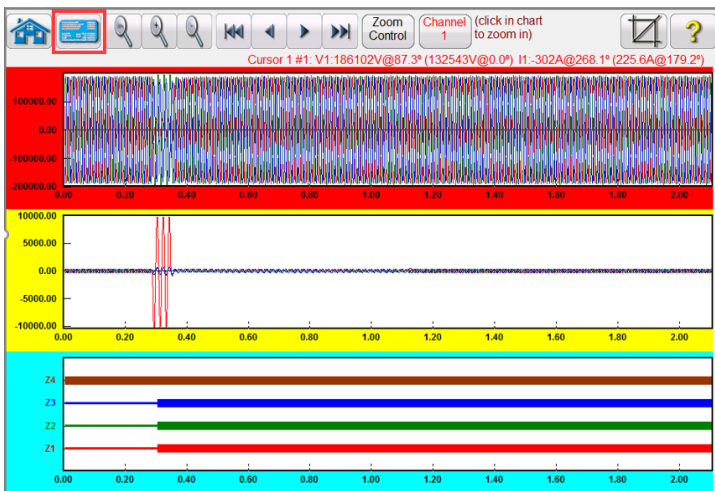 Zoom Control
Channel 1
(click in chart to zoom in)
?
Cursor 1 #1: V1:186102V@87.3º (132543V@0.0º) I1:-302A@268.1º (225.6A@179.2º)
100000.00
0.00
-100000.00
-200000.00
0.00 0.20 0.40 0.60 0.80 1.00 1.20 1.40 1.60 1.80 2.00
10000.00
5000.00
0.00
-5000.00
-10000.00
0.00 0.20 0.40 0.60 0.80 1.00 1.20 1.40 1.60 1.80 2.00
Z4
Z3
Z2
Z1
0.00 0.20 0.40 0.60 0.80 1.00 1.20 1.40 1.60 1.80 2.00